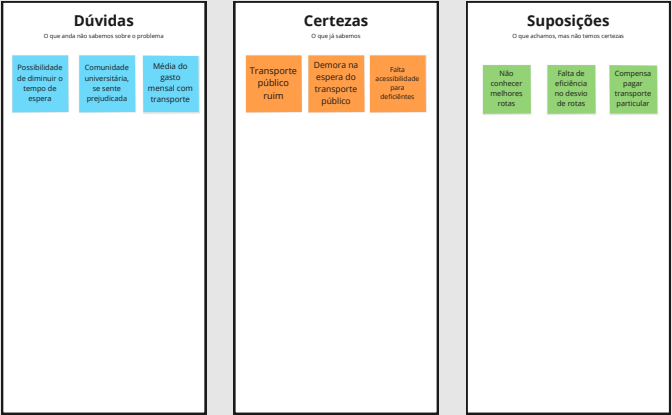 Dúvidas
O que anda não sabemos sobre o problema
Possibilidade
de diminuir o
tempo de
espera
Comunidade
universitária,
se sente
prejudicada
Média do
gasto
mensal com
transporte
Certezas
O que já sabemos
Transporte
público
ruim
Demora na
espera do
transporte
público
Falta
acessibilidade
para
deficiêntes
Suposições
O que achamos, mas não temos certezas
Não
conhecer
melhores
rotas
Falta de
eficiência
no desvio
de rotas
Compensa
pagar
transporte
particular